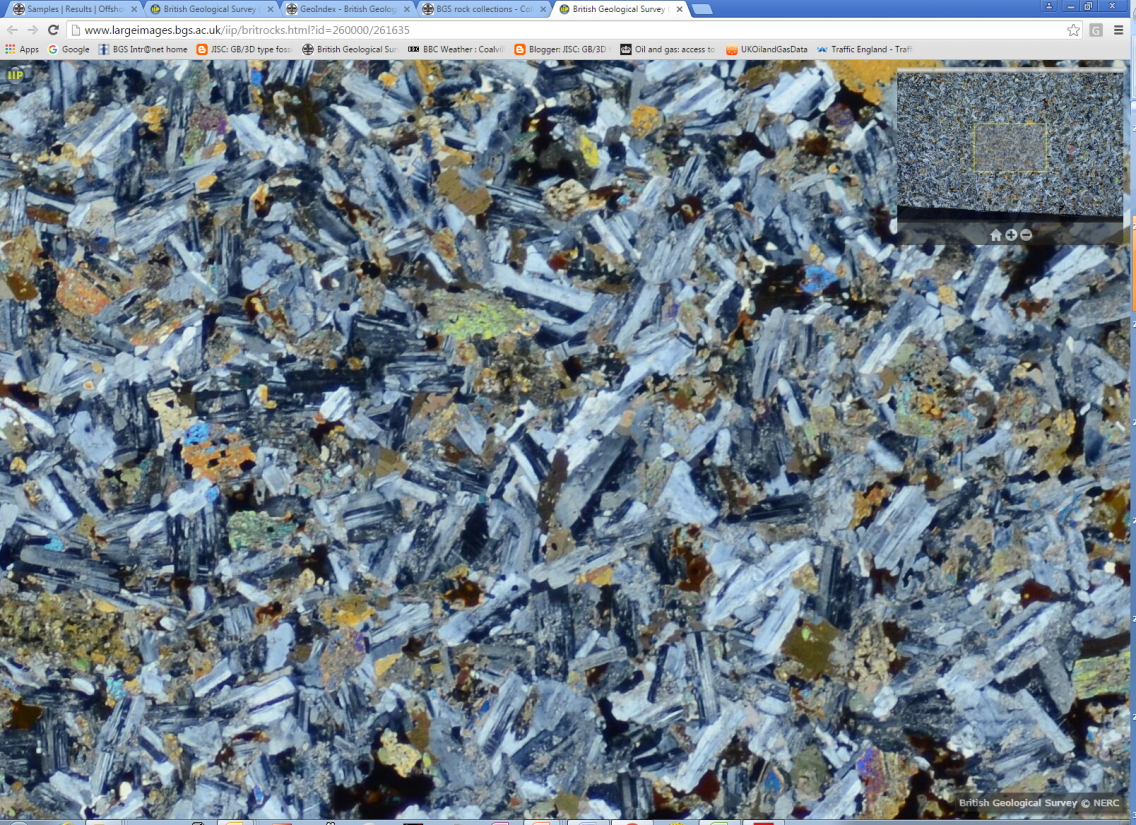 Samples | Results | Offsho
British Geological Survey
GeoIndex - British Geolog
BGS rock collections - Col
British Geological Survey
www.largeimages.bgs.ac.uk/iip/britrocks.html?id=260000/261635
G
Apps
Google
BGS Intr@net home
JISC: GB/3D type foss
British Geological Sur
BBC Weather : Coalvil
Blogger: JISC: GB/3D t
Oil and gas: access to
UKOilandGasData
Traffic England - Traff
IIP
British Geological Survey © NERC